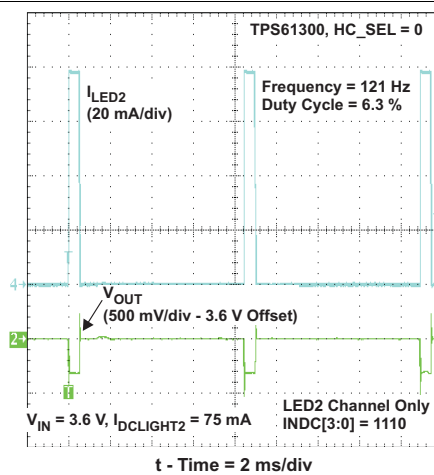 TPS61300, HC_SEL = 0
I_LED2
(20 mA/div)
Frequency = 121 Hz
Duty Cycle = 6.3 %
T
4
V_OUT
(500 mV/div - 3.6 V Offset)
2
T
LED2 Channel Only
V_IN = 3.6 V, I_DCLIGHT2 = 75 mA
INDC[3:0] = 1110
t - Time = 2 ms/div